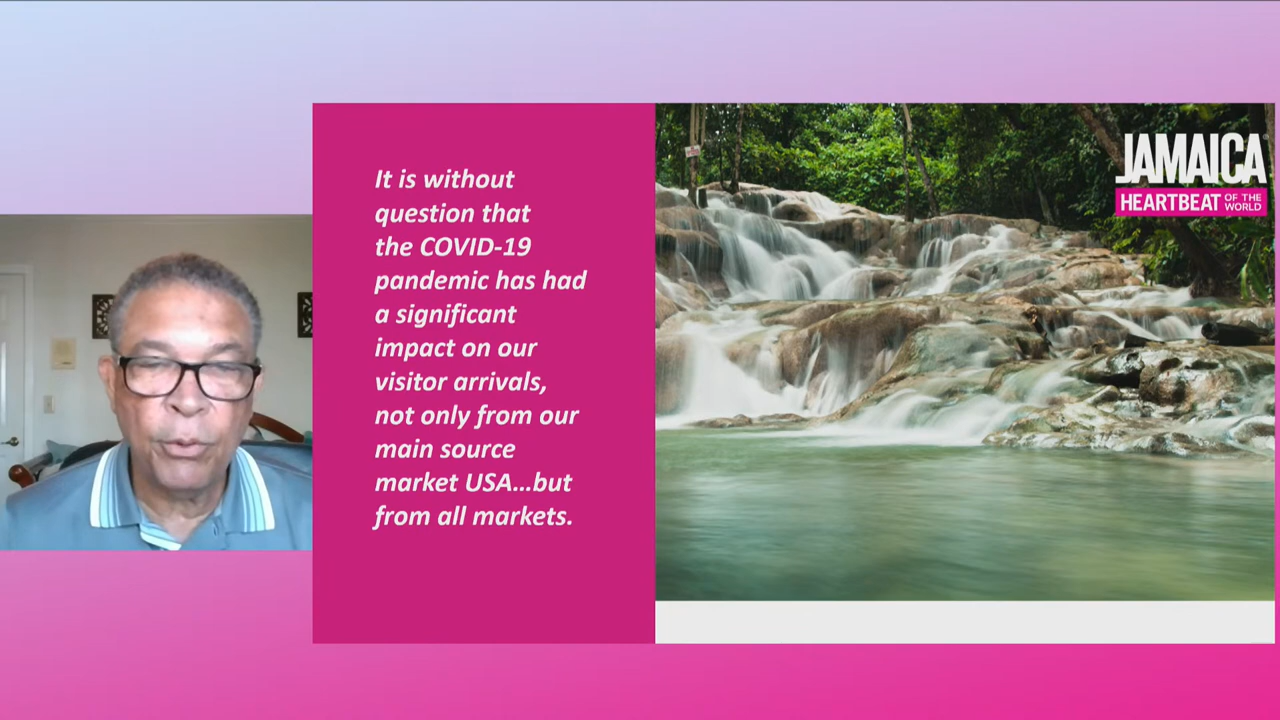 It is without
question that
the COVID-19
pandemic has had
a significant
impact on our
visitor arrivals,
not only from our
main source
market USA...but
from all markets.
JAMAICA
HEARTBEAT OF THE WORLD